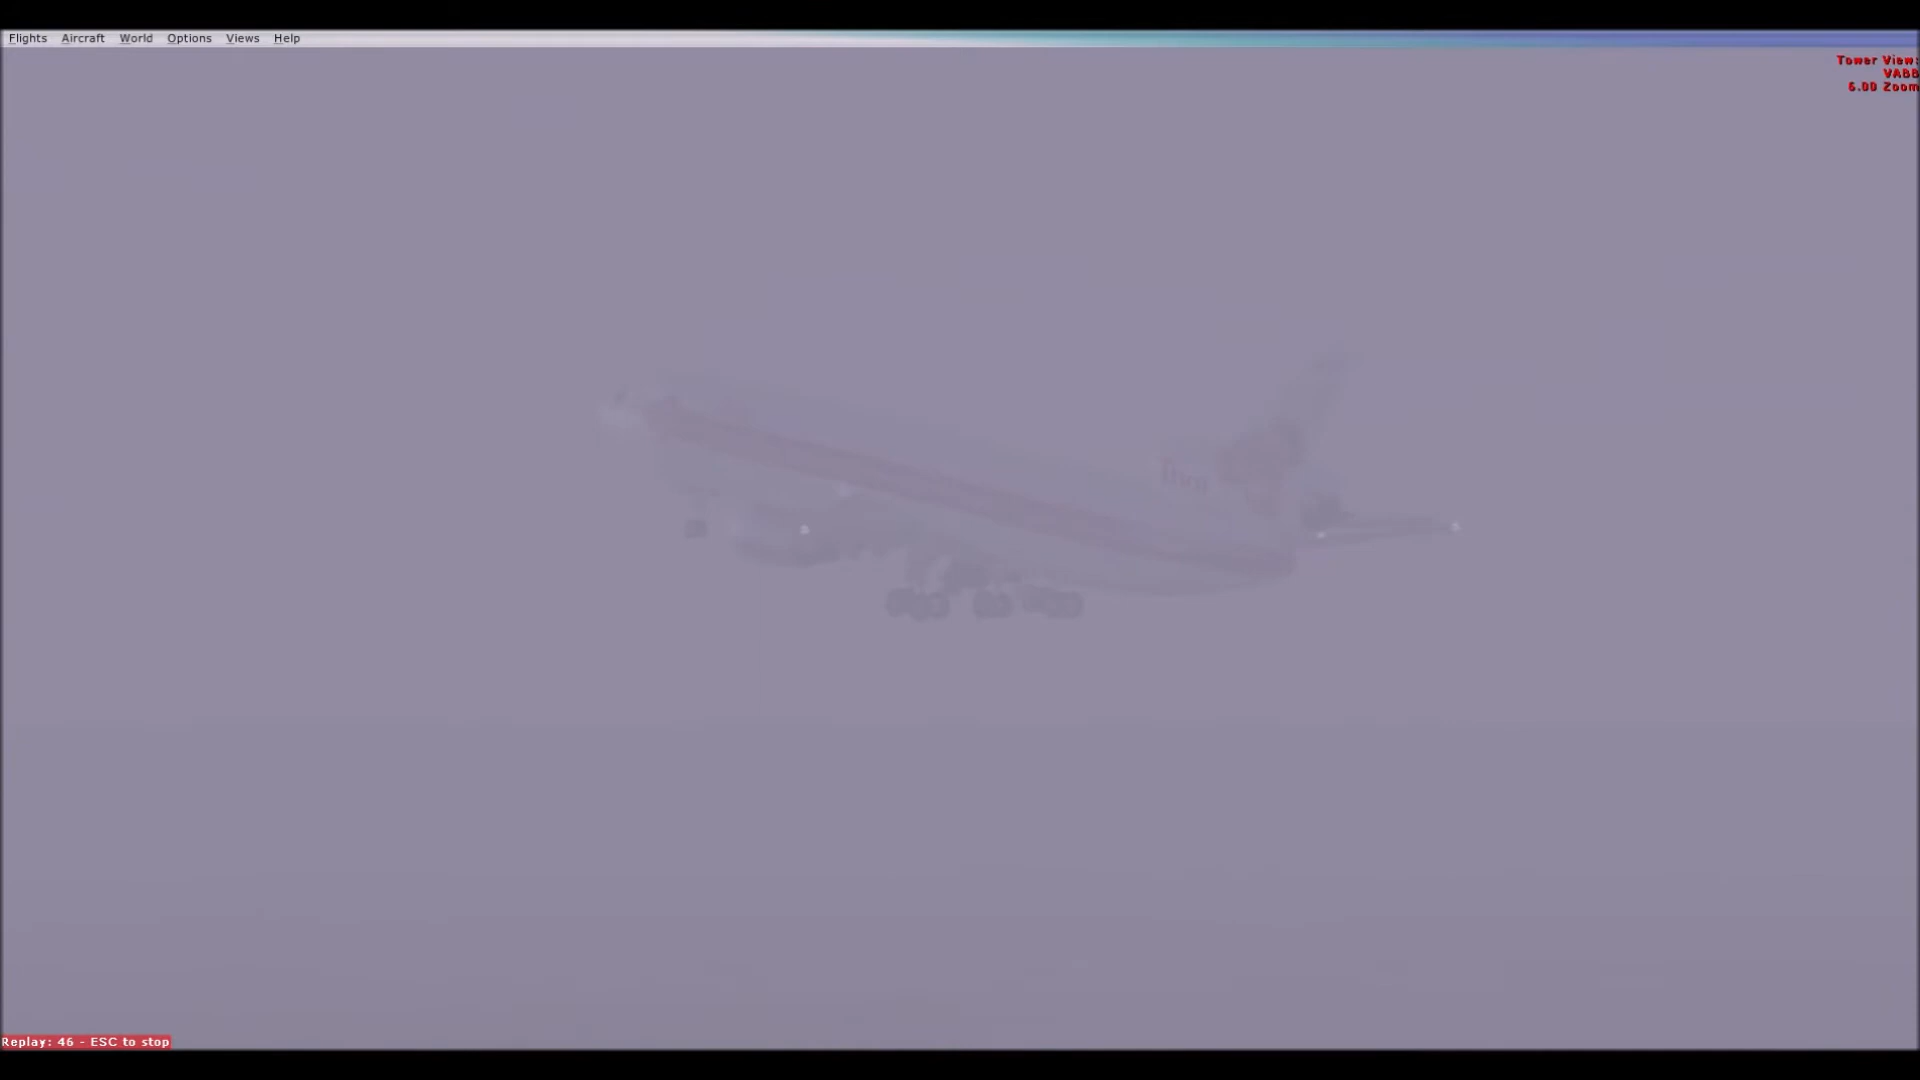 Flights Aircraft World Options Views Help
Tower View:
VABB
6.00 Zoom
Replay: 46 - ESC to stop